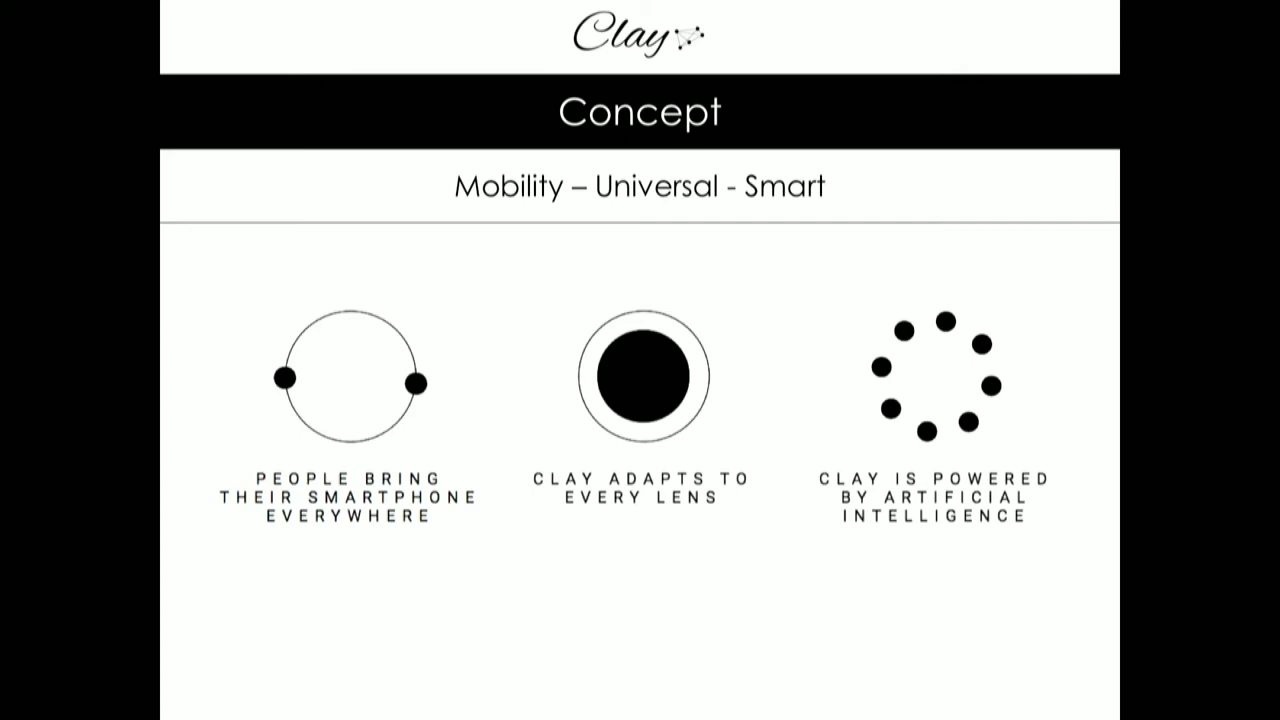 Clay
Concept
Mobility – Universal - Smart
PEOPLE BRING
THEIR SMARTPHONE
EVERYWHERE
CLAY ADAPTS TO
EVERY LENS
CLAY IS POWERED
BY ARTIFICIAL
INTELLIGENCE